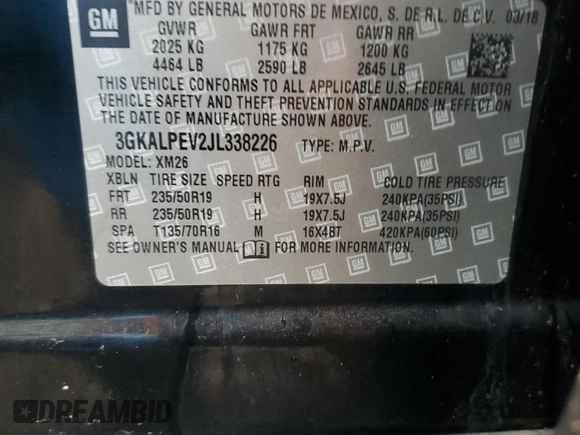 GM
*MFD BY GENERAL MOTORS DE MEXICO, S. DE R.L. DE C.V. 03/18
GVWR GAWR FRT GAWR RR
2025 KG 1175 KG 1200 KG
4464 LB 2590 LB 2645 LB
THIS VEHICLE CONFORMS TO ALL APPLICABLE U.S. FEDERAL MOTOR
VEHICLE SAFETY AND THEFT PREVENTION STANDARDS IN EFFECT ON
THE DATE OF MANUFACTURE SHOWN ABOVE.
3GKALPEV2JL338226 TYPE: M.P.V.
MODEL: XM26
XBLN TIRE SIZE SPEED RTG RIM COLD TIRE PRESSURE
FRT 235/50R19 H 19X7.5J 240KPA(35PSI)
RR 235/50R19 H 19X7.5J 240KPA(35PSI)
SPA T135/70R16 M 16X4BT 420KPA(60PSI)
SEE OWNER'S MANUAL FOR MORE INFORMATION.
DREAMBID